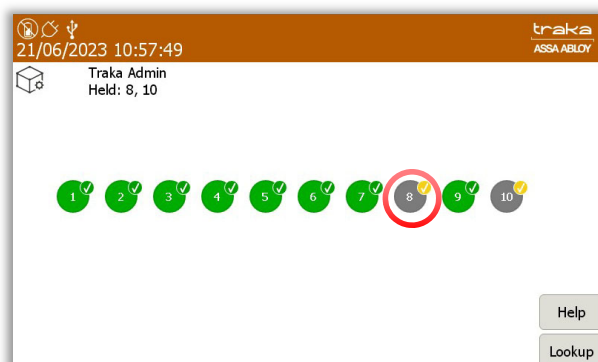 traka
21/06/2023 10:57:49
ASSA ABLOY
Traka Admin
Held: 8, 10
1 2 3 4 5 6 7 8 9 10
Help
Lookup